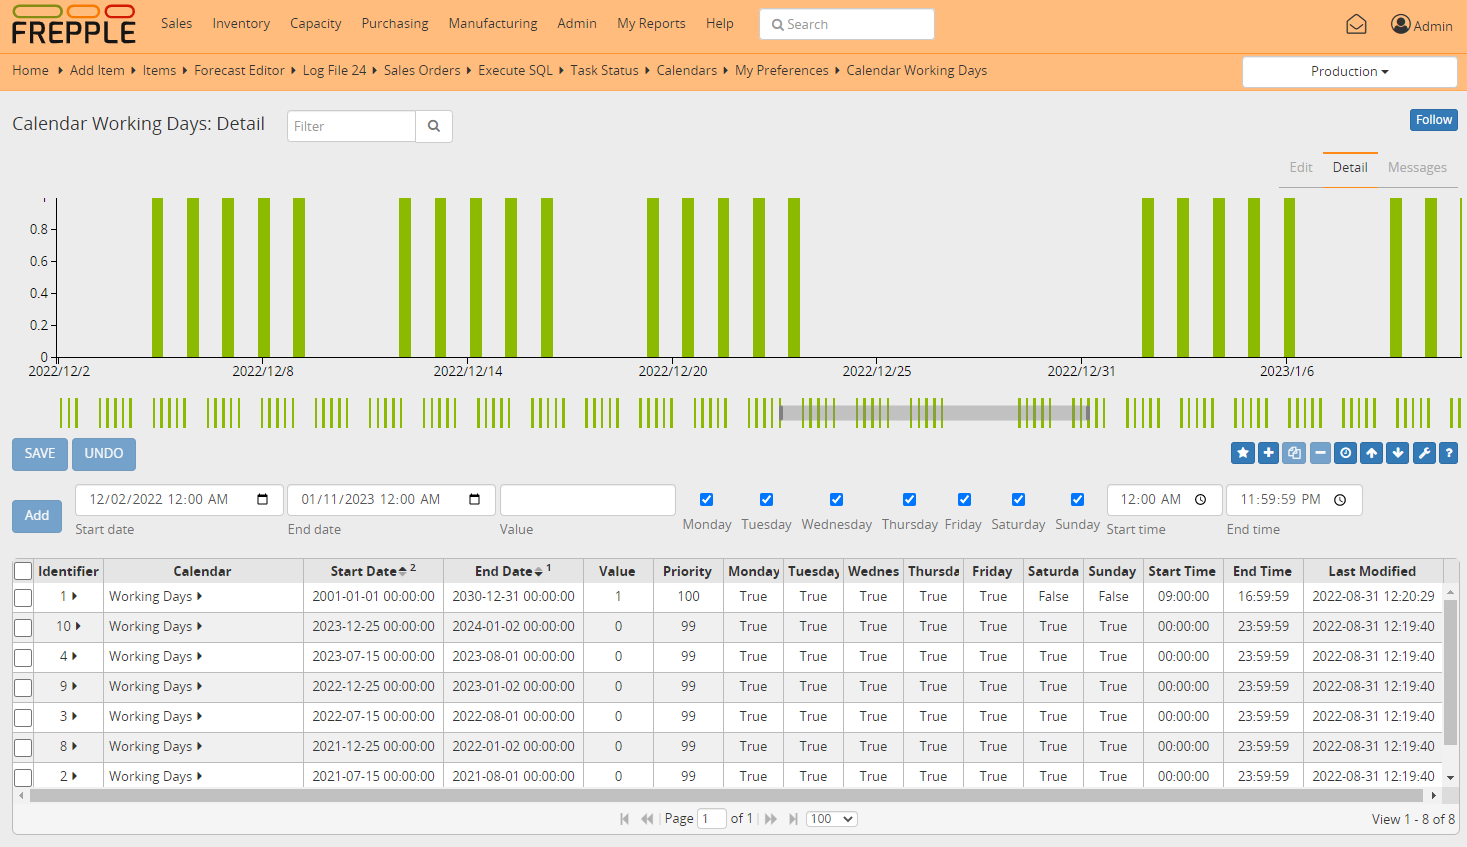 FREPPLE
Sales Inventory Capacity Purchasing Manufacturing Admin My Reports Help Search Admin
Home Add Item Items Forecast Editor Log File 24 Sales Orders Execute SQL Task Status Calendars My Preferences Calendar Working Days Production
Calendar Working Days: Detail Filter Follow
Edit Detail Messages
0.8
0.6
0.4
0.2
0
2022/12/2 2022/12/8 2022/12/14 2022/12/20 2022/12/25 2022/12/31 2023/1/6
SAVE UNDO ?
Add 12/02/2022 12:00 AM 01/11/2023 12:00 AM 12:00 AM 11:59:59 PM
Start date End date Value Monday Tuesday Wednesday Thursday Friday Saturday Sunday Start time End time
Identifier Calendar Start Date 2 End Date 1 Value Priority Monday Tuesday Wednes Thursda Friday Saturda Sunday Start Time End Time Last Modified
1 Working Days 2001-01-01 00:00:00 2030-12-31 00:00:00 1 100 True True True True True False False 09:00:00 16:59:59 2022-08-31 12:20:29
10 Working Days 2023-12-25 00:00:00 2024-01-02 00:00:00 0 99 True True True True True True True 00:00:00 23:59:59 2022-08-31 12:19:40
4 Working Days 2023-07-15 00:00:00 2023-08-01 00:00:00 0 99 True True True True True True True 00:00:00 23:59:59 2022-08-31 12:19:40
9 Working Days 2022-12-25 00:00:00 2023-01-02 00:00:00 0 99 True True True True True True True 00:00:00 23:59:59 2022-08-31 12:19:40
3 Working Days 2022-07-15 00:00:00 2022-08-01 00:00:00 0 99 True True True True True True True 00:00:00 23:59:59 2022-08-31 12:19:40
8 Working Days 2021-12-25 00:00:00 2022-01-02 00:00:00 0 99 True True True True True True True 00:00:00 23:59:59 2022-08-31 12:19:40
2 Working Days 2021-07-15 00:00:00 2021-08-01 00:00:00 0 99 True True True True True True True 00:00:00 23:59:59 2022-08-31 12:19:40
Page 1 of 1 100 View 1 - 8 of 8